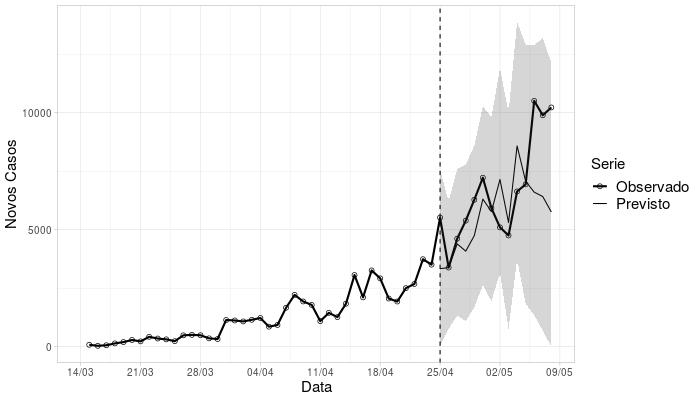 Novos Casos
10000
5000
0
14/03 21/03 28/03 04/04 11/04 18/04 25/04 02/05 09/05
Data
Serie
Observado
Previsto